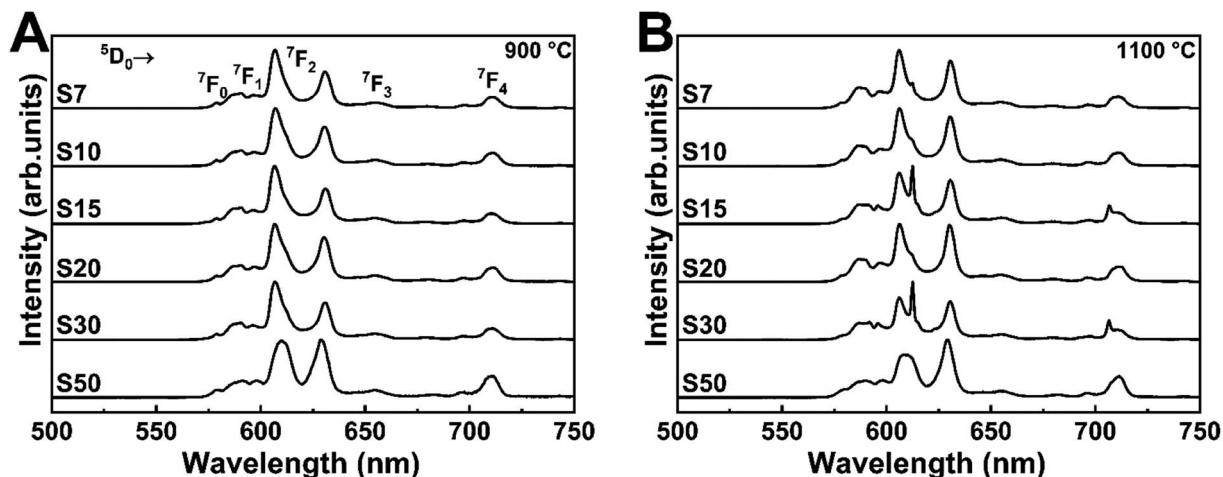 A
⁵D₀→
⁷F₀
⁷F₁
⁷F₂
⁷F₃
⁷F₄
900 °C
S7
S10
S15
S20
S30
S50
Intensity (arb.units)
500 550 600 650 700 750
Wavelength (nm)
B
1100 °C
S7
S10
S15
S20
S30
S50
Intensity (arb.units)
500 550 600 650 700 750
Wavelength (nm)